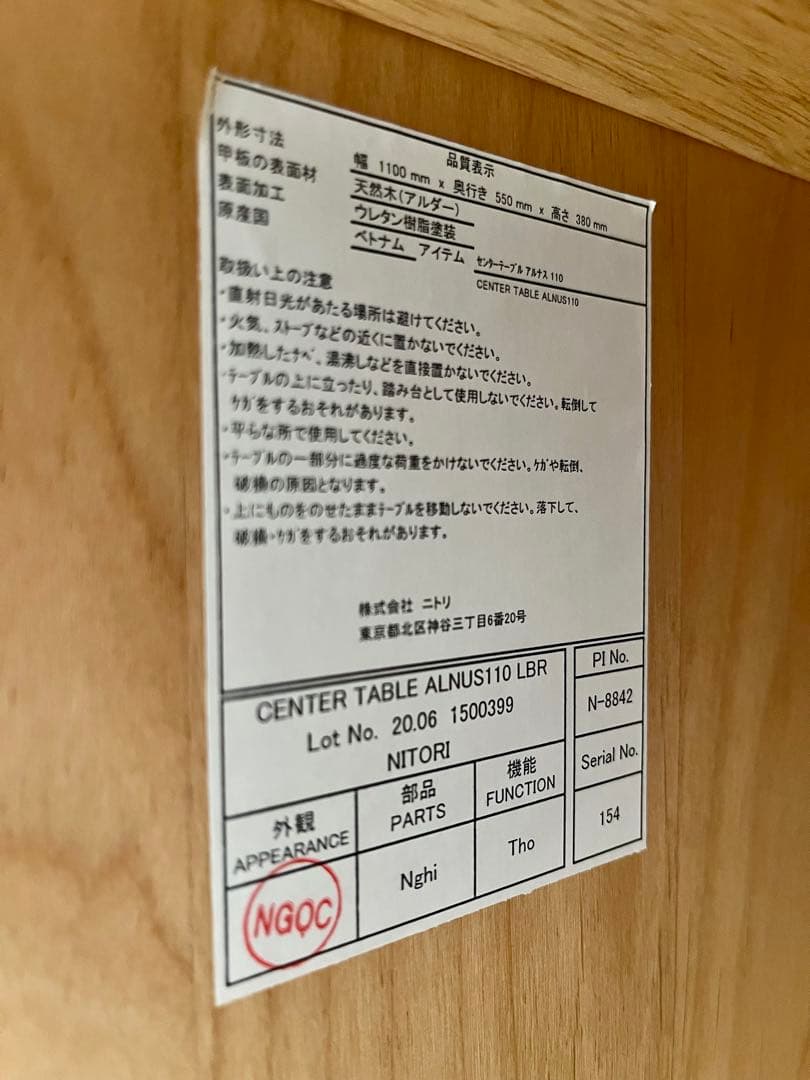 品質表示
外形寸法 幅 1100 mm x 奥行き 550 mm x 高さ 380 mm
甲板の表面材 天然木(アルダー)
表面加工 ウレタン樹脂塗装
原産国 ベトナム アイテム センターテーブル アルナス 110
CENTER TABLE ALNUS110
取扱い上の注意
・直射日光があたる場所は避けてください。
・火気、ストーブなどの近くに置かないでください。
・加熱したナベ、湯沸しなどを直接置かないでください。
・テーブルの上に立ったり、踏み台として使用しないでください。転倒して
ケガをするおそれがあります。
・平らな所で使用してください。
・テーブルの一部分に過度な荷重をかけないでください。ケガや転倒、
破損の原因となります。
・上にものをのせたままテーブルを移動しないでください。落下して、
破損・ケガをするおそれがあります。
株式会社 ニトリ
東京都北区神谷三丁目6番20号
CENTER TABLE ALNUS110 LBR
Lot No. 20.06 1500399
NITORI
PI No.
N-8842
Serial No.
154
外観 部品 機能
APPEARANCE PARTS FUNCTION
NGỌC Nghi Tho